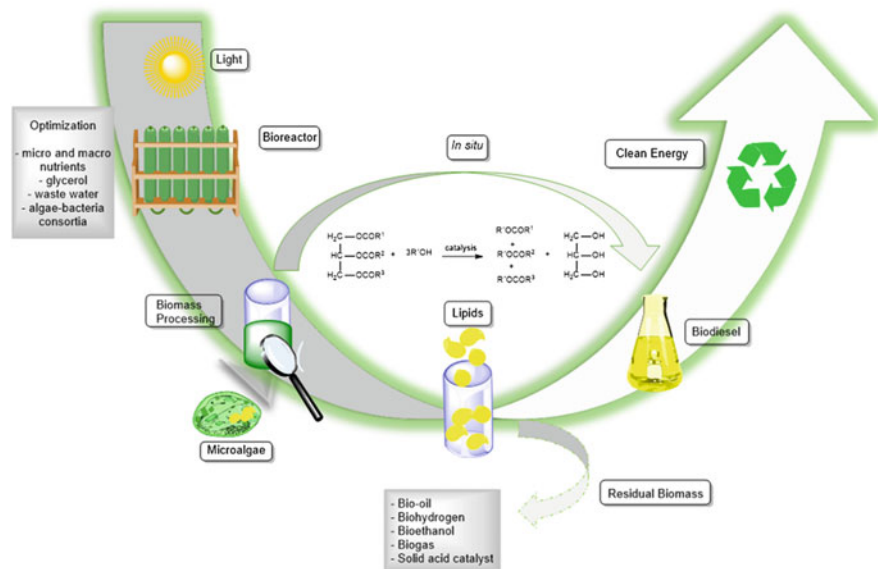 Light
Optimization
- micro and macro
nutrients
- glycerol
- waste water
- algae-bacteria
consortia
Bioreactor
In situ
Clean Energy
H₂C—OCOR¹
HC—OCOR²
H₂C—OCOR³
+
3R'OH
catalysis
R'OCOR¹
+
R'OCOR²
+
R'OCOR³
+
H₂C—OH
HC—OH
H₂C—OH
Biomass
Processing
Lipids
Biodiesel
Microalgae
Residual Biomass
- Bio-oil
- Biohydrogen
- Bioethanol
- Biogas
- Solid acid catalyst